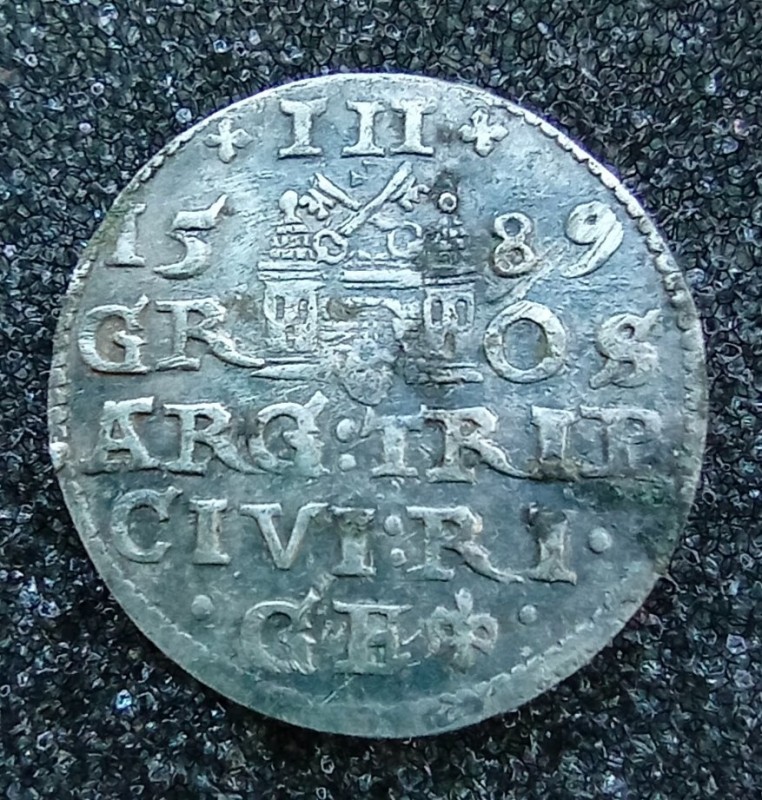 III
15 89
GR OS
ARG:TRIP
CIVI:RI·
·GE·